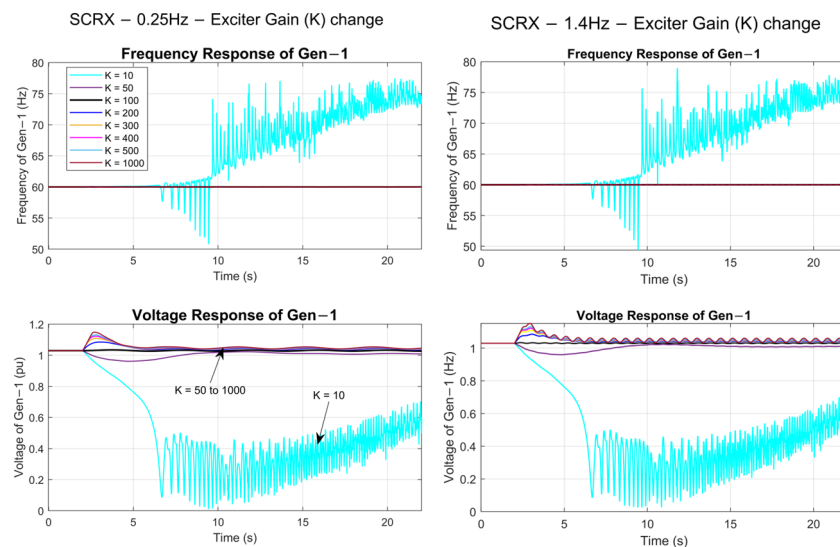 SCRX – 0.25Hz – Exciter Gain (K) change
SCRX – 1.4Hz – Exciter Gain (K) change
Frequency Response of Gen−1
Frequency of Gen−1 (Hz)
80
75
70
65
60
55
50
K = 10
K = 50
K = 100
K = 200
K = 300
K = 400
K = 500
K = 1000
0
5
10
15
20
Time (s)
Frequency Response of Gen−1
Frequency of Gen−1 (Hz)
80
75
70
65
60
55
50
0
5
10
15
20
Time (s)
Voltage Response of Gen−1
Voltage of Gen−1 (pu)
1.2
1
0.8
0.6
0.4
0.2
0
K = 50 to 1000
K = 10
0
5
10
15
20
Time (s)
Voltage Response of Gen−1
Voltage of Gen−1 (Hz)
1
0.8
0.6
0.4
0.2
0
0
5
10
15
20
Time (s)